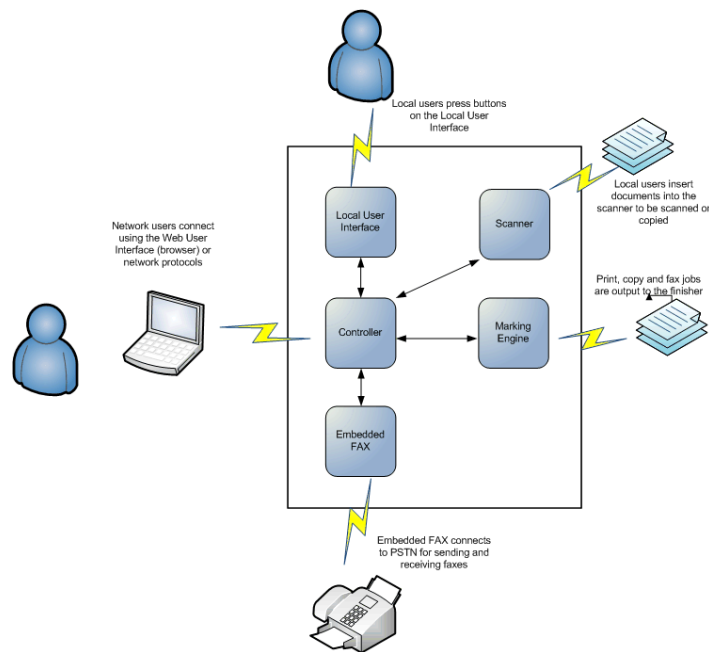 Local users press buttons
on the Local User
Interface
Local User
Interface
Scanner
Local users insert
documents into the
scanner to be scanned or
copied
Network users connect
using the Web User
Interface (browser) or
network protocols
Print, copy and fax jobs
are output to the finisher
Controller
Marking
Engine
Embedded
FAX
Embedded FAX connects
to PSTN for sending and
receiving faxes